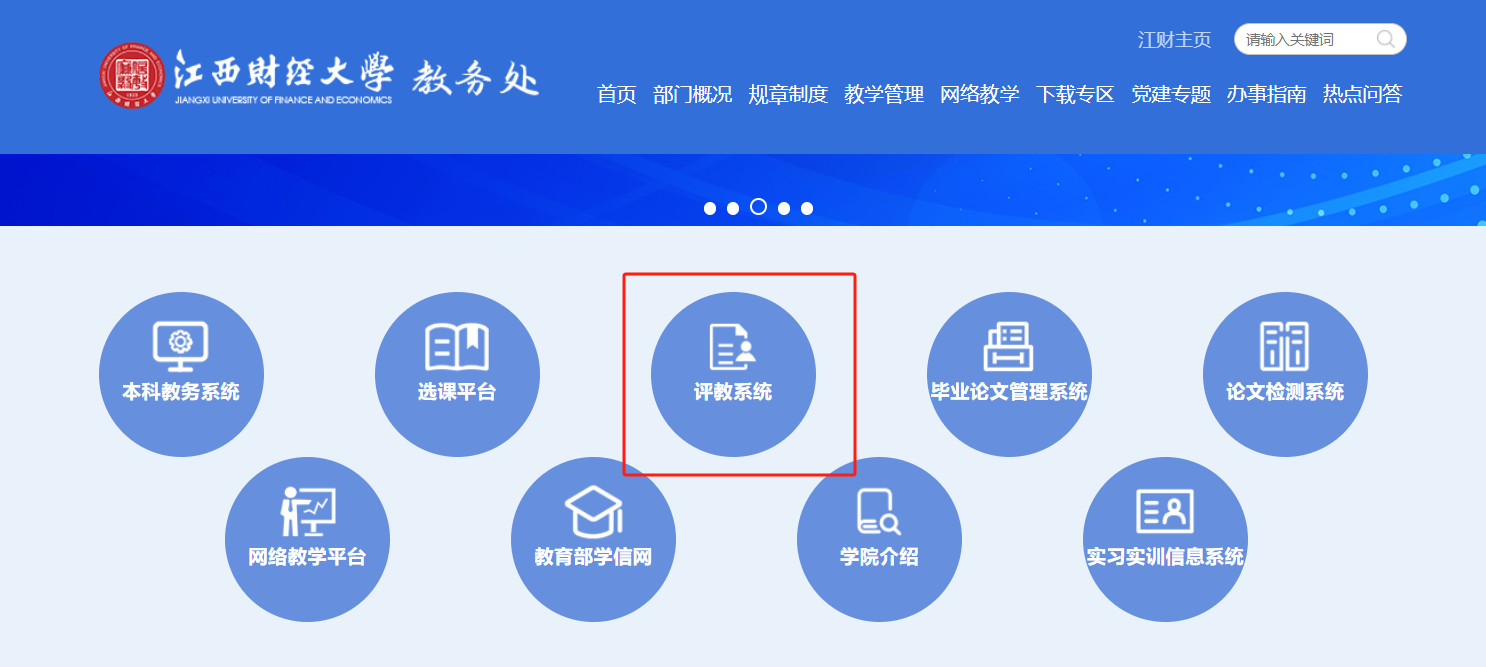 江财主页
请输入关键词
江西财经大学 教务处
JIANGXI UNIVERSITY OF FINANCE AND ECONOMICS
首页 部门概况 规章制度 教学管理 网络教学 下载专区 党建专题 办事指南 热点问答
本科教务系统 选课平台 评教系统 毕业论文管理系统 论文检测系统
网络教学平台 教育部学信网 学院介绍 实习实训信息系统